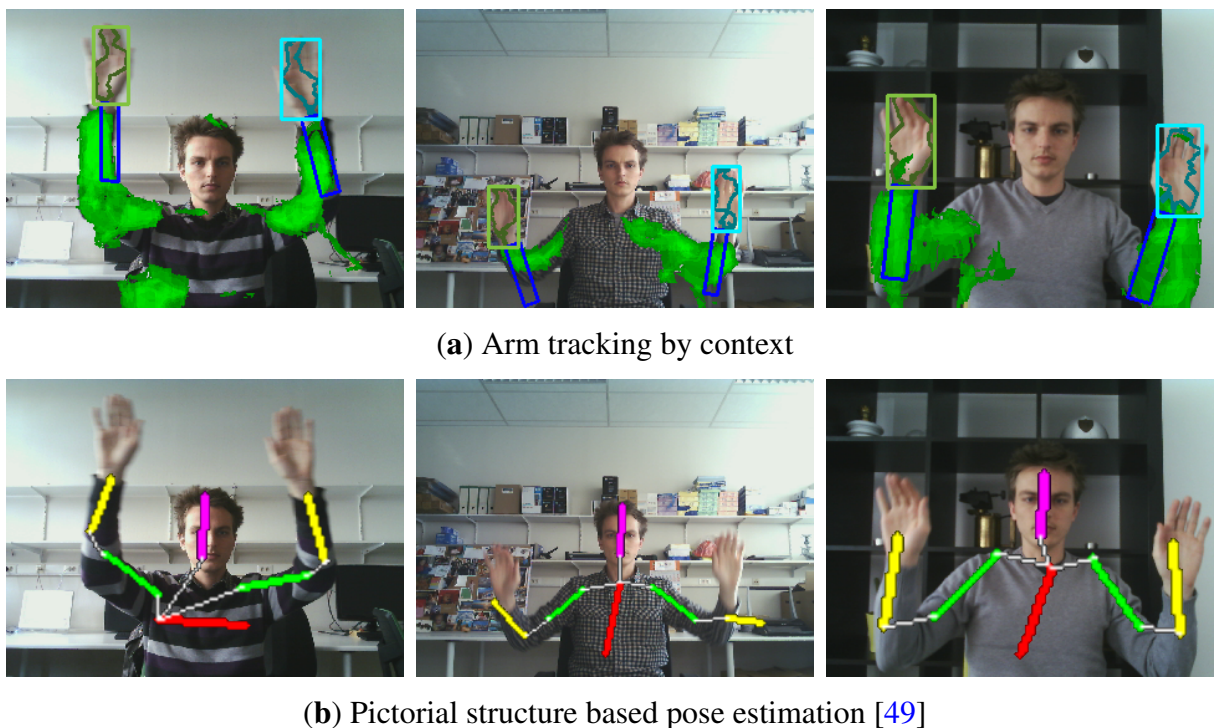 (a) Arm tracking by context
(b) Pictorial structure based pose estimation [49]